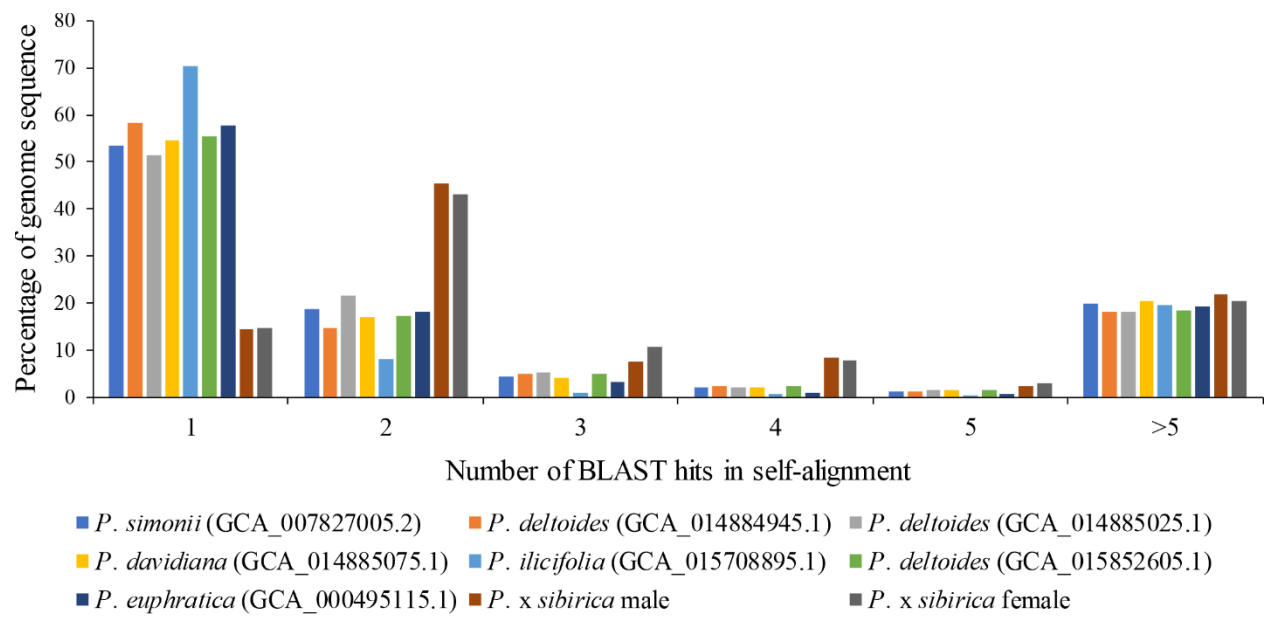 Percentage of genome sequence
80
70
60
50
40
30
20
10
0
1 2 3 4 5 >5
Number of BLAST hits in self-alignment
P. simonii (GCA_007827005.2) P. deltoides (GCA_014884945.1) P. deltoides (GCA_014885025.1)
P. davidiana (GCA_014885075.1) P. ilicifolia (GCA_015708895.1) P. deltoides (GCA_015852605.1)
P. euphratica (GCA_000495115.1) P. x sibirica male P. x sibirica female